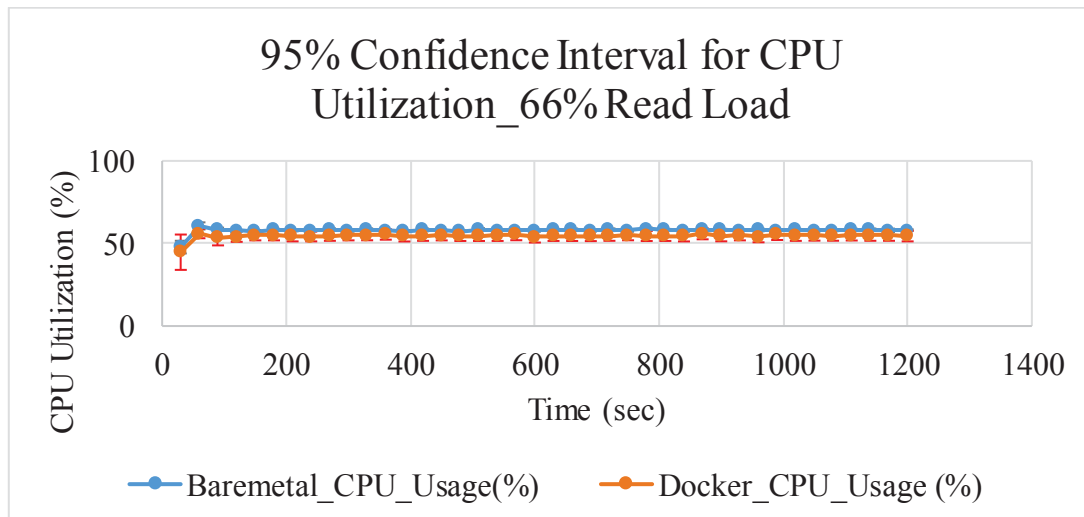 95% Confidence Interval for CPU
Utilization_66% Read Load
CPU Utilization (%)
100
50
0
0 200 400 600 800 1000 1200 1400
Time (sec)
Baremetal_CPU_Usage(%) Docker_CPU_Usage (%)